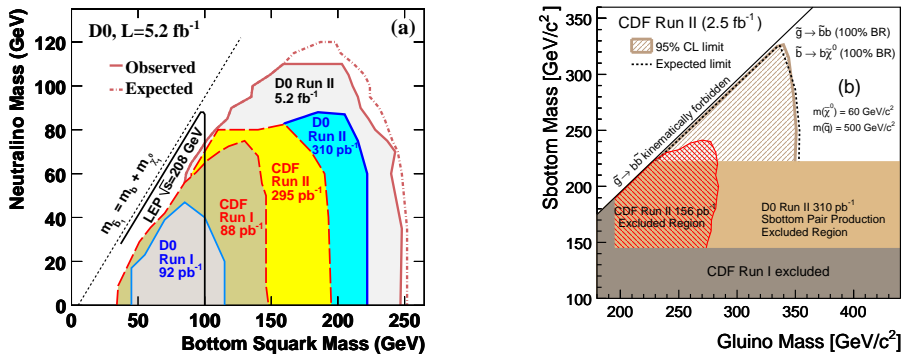 D0, L=5.2 fb⁻¹
(a)
Observed
Expected
Neutralino Mass (GeV)
120
100
80
60
40
20
0
m_b̃₁ = m_b + m_χ̃₁⁰
LEP √s=208 GeV
D0 Run II
5.2 fb⁻¹
D0
Run II
310 pb⁻¹
CDF
Run II
295 pb⁻¹
CDF
Run I
88 pb⁻¹
D0
Run I
92 pb⁻¹
0 50 100 150 200 250
Bottom Squark Mass (GeV)
CDF Run II (2.5 fb⁻¹)
95% CL limit
Expected limit
g̃ → b̃b (100% BR)
b̃ → bχ̃⁰ (100% BR)
(b)
m(χ̃⁰) = 60 GeV/c²
m(q̃) = 500 GeV/c²
Sbottom Mass [GeV/c²]
350
300
250
200
150
100
g̃ → b̃b kinematically forbidden
CDF Run II 156 pb⁻¹
Excluded Region
D0 Run II 310 pb⁻¹
Sbottom Pair Production
Excluded Region
CDF Run I excluded
200 250 300 350 400
Gluino Mass [GeV/c²]